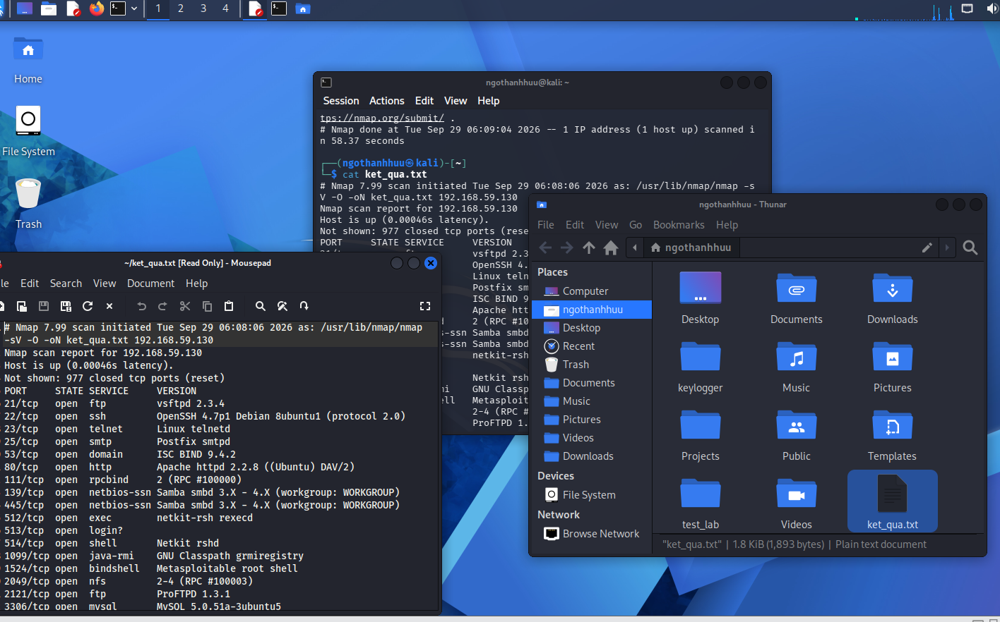 1 2 3 4
Home
File System
Trash
ngothanhhuu@kali: ~
Session Actions Edit View Help
tps://nmap.org/submit/ .
# Nmap done at Tue Sep 29 06:09:04 2026 -- 1 IP address (1 host up) scanned i
n 58.37 seconds
┌──(ngothanhhuu㉿kali)-[~]
└─$ cat ket_qua.txt
# Nmap 7.99 scan initiated Tue Sep 29 06:08:06 2026 as: /usr/lib/nmap/nmap -s
V -O -oN ket_qua.txt 192.168.59.130
Nmap scan report for 192.168.59.130
Host is up (0.00046s latency).
Not shown: 977 closed tcp ports (rese
PORT STATE SERVICE VERSION
vsftpd 2.3
OpenSSH 4.
Linux teln
Postfix sm
ISC BIND 9
Apache htt
2 (RPC #10
-ssn Samba smbd
-ssn Samba smbd
netkit-rsh
Netkit rsh
mi GNU Classp
ell Metasploit
2-4 (RPC #
ProFTPD 1.
~/ket_qua.txt [Read Only] - Mousepad
le Edit Search View Document Help
# Nmap 7.99 scan initiated Tue Sep 29 06:08:06 2026 as: /usr/lib/nmap/nmap
-sV -O -oN ket_qua.txt 192.168.59.130
Nmap scan report for 192.168.59.130
Host is up (0.00046s latency).
Not shown: 977 closed tcp ports (reset)
PORT STATE SERVICE VERSION
21/tcp open ftp vsftpd 2.3.4
22/tcp open ssh OpenSSH 4.7p1 Debian 8ubuntu1 (protocol 2.0)
23/tcp open telnet Linux telnetd
25/tcp open smtp Postfix smtpd
53/tcp open domain ISC BIND 9.4.2
80/tcp open http Apache httpd 2.2.8 ((Ubuntu) DAV/2)
111/tcp open rpcbind 2 (RPC #100000)
139/tcp open netbios-ssn Samba smbd 3.X - 4.X (workgroup: WORKGROUP)
445/tcp open netbios-ssn Samba smbd 3.X - 4.X (workgroup: WORKGROUP)
512/tcp open exec netkit-rsh rexecd
513/tcp open login?
514/tcp open shell Netkit rshd
1099/tcp open java-rmi GNU Classpath grmiregistry
1524/tcp open bindshell Metasploitable root shell
2049/tcp open nfs 2-4 (RPC #100003)
2121/tcp open ftp ProFTPD 1.3.1
3306/tcp open mysql MySQL 5.0.51a-3ubuntu5
ngothanhhuu - Thunar
File Edit View Go Bookmarks Help
ngothanhhuu
Places
Computer
ngothanhhuu
Desktop
Recent
Trash
Documents
Music
Pictures
Videos
Downloads
Devices
File System
Network
Browse Network
Desktop Documents Downloads
keylogger Music Pictures
Projects Public Templates
test_lab Videos ket_qua.txt
"ket_qua.txt" | 1.8 KiB (1,893 bytes) | Plain text document